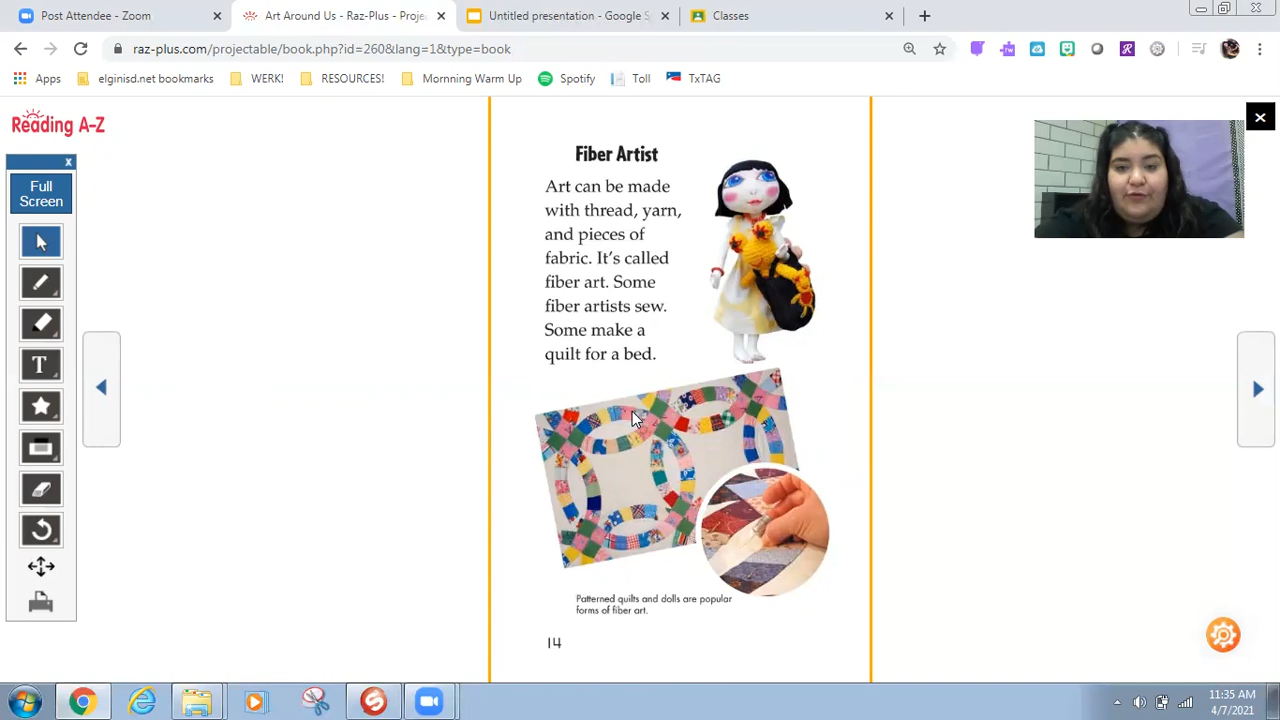 Post Attendee - Zoom
Art Around Us - Raz-Plus - Proje
Untitled presentation - Google S
Classes
raz-plus.com/projectable/book.php?id=260&lang=1&type=book
Apps
elginisd.net bookmarks
WERK!
RESOURCES!
Mornning Warm Up
Spotify
Toll
TxTAG
Reading A-Z
x
Full
Screen
T
Fiber Artist
Art can be made
with thread, yarn,
and pieces of
fabric. It's called
fiber art. Some
fiber artists sew.
Some make a
quilt for a bed.
Patterned quilts and dolls are popular
forms of fiber art.
14
11:35 AM
4/7/2021